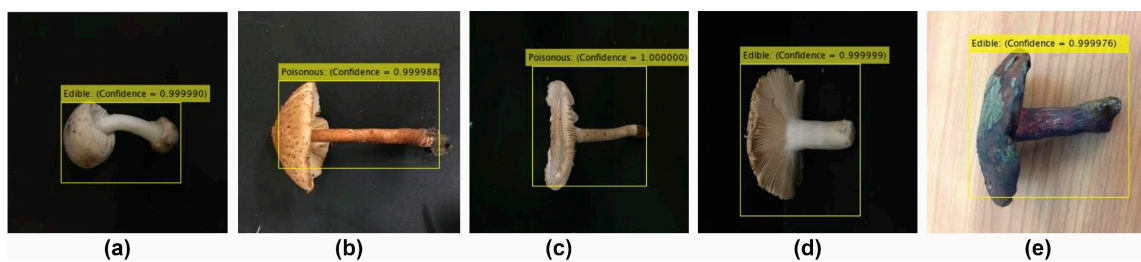 Edible: (Confidence = 0.999990)
Poisonous: (Confidence = 0.999988)
Poisonous: (Confidence = 1.000000)
Edible: (Confidence = 0.999999)
Edible: (Confidence = 0.999976)
(a)
(b)
(c)
(d)
(e)